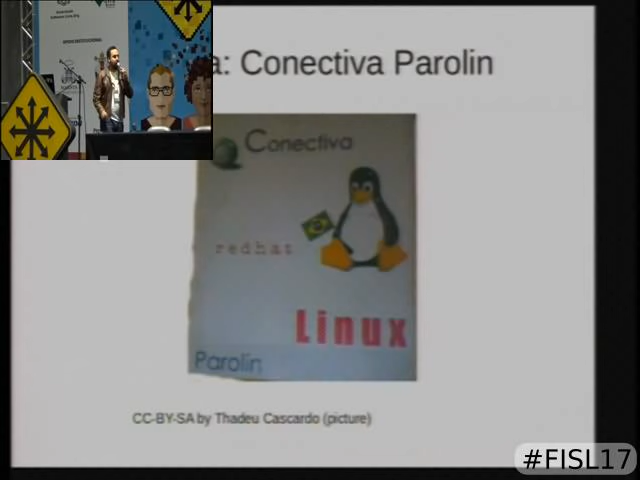 a: Conectiva Parolin
Conectiva
redhat
Linux
Parolin
CC-BY-SA by Thadeu Cascardo (picture)
#FISL17